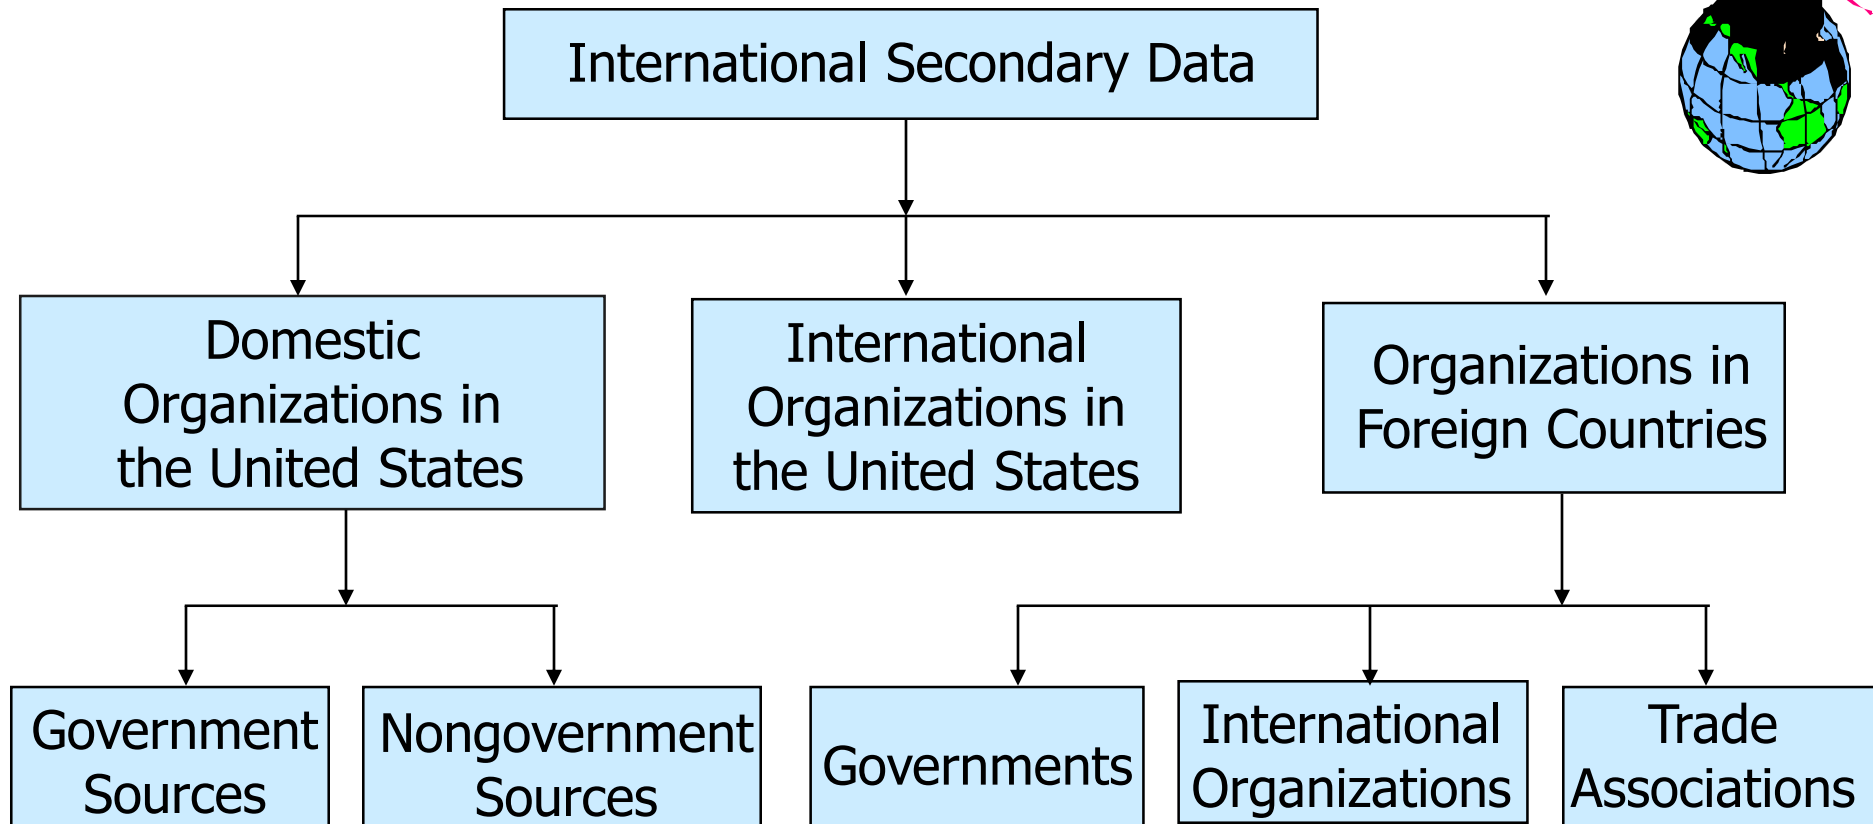 International Secondary Data
Domestic
Organizations in
the United States
International
Organizations in
the United States
Organizations in
Foreign Countries
Government
Sources
Nongovernment
Sources
Governments
International
Organizations
Trade
Associations